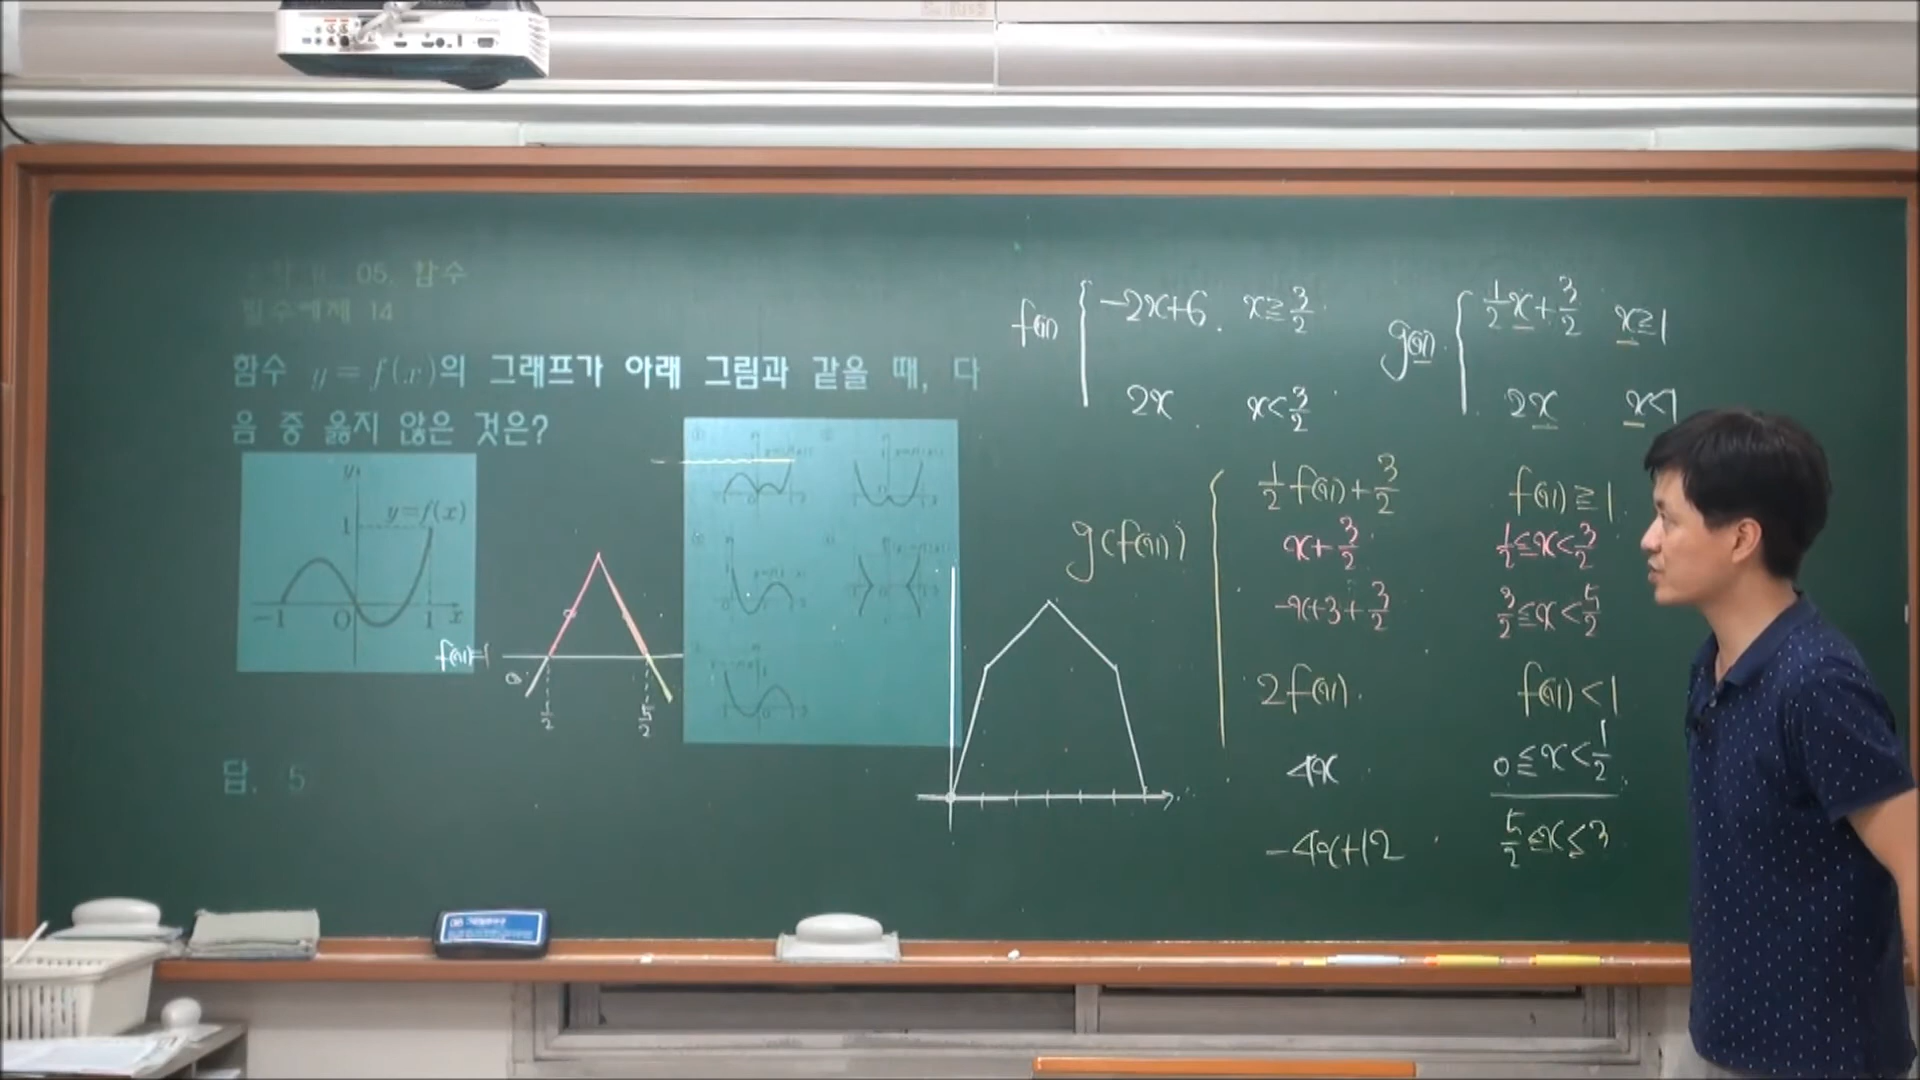 05. 함수
필수예제 14
함수 y = f(x)의 그래프가 아래 그림과 같을 때, 다
음 중 옳지 않은 것은?
y
1
y=f(x)
-1
O
1
x
답. 5
f(x)=1
0
1/2
5/2
f(x) { -2x+6 x≥3/2
2x x<3/2
g(x) { 1/2x+3/2 x≥1
2x x<1
g(f(x)) { 1/2f(x)+3/2 f(x)≥1
x+3/2 1/2≤x<3/2
-x+3+3/2 3/2≤x<5/2
2f(x) f(x)<1
4x 0≤x<1/2
-4x+12 5/2≤x≤3